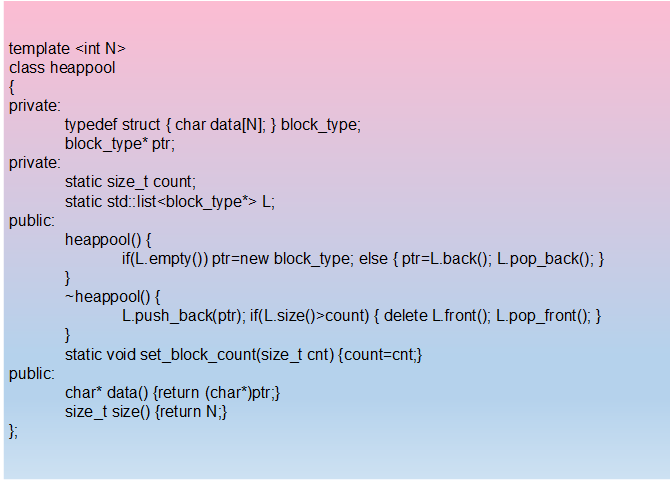 template <int N>
class heappool
{
private:
typedef struct { char data[N]; } block_type;
block_type* ptr;
private:
static size_t count;
static std::list<block_type*> L;
public:
heappool() {
if(L.empty()) ptr=new block_type; else { ptr=L.back(); L.pop_back(); }
}
~heappool() {
L.push_back(ptr); if(L.size()>count) { delete L.front(); L.pop_front(); }
}
static void set_block_count(size_t cnt) {count=cnt;}
public:
char* data() {return (char*)ptr;}
size_t size() {return N;}
};